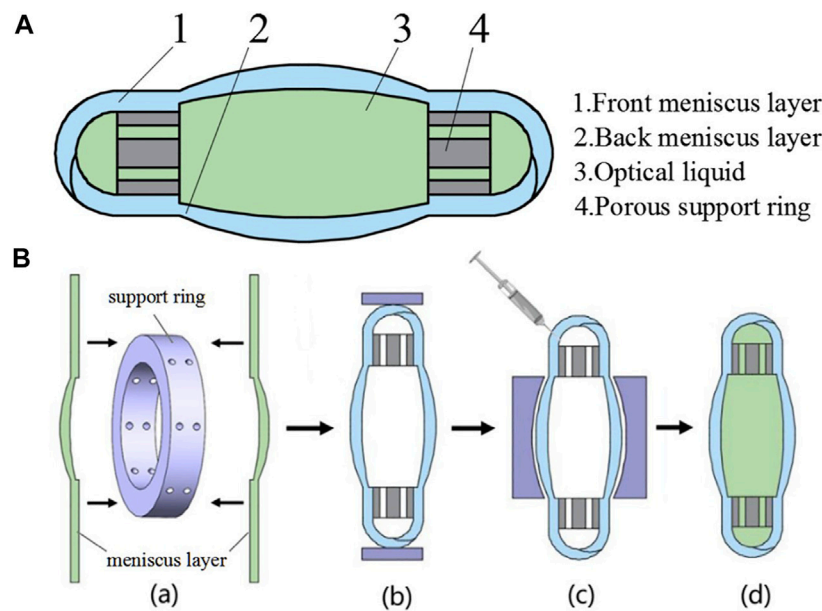 A
1
2
3
4
1.Front meniscus layer
2.Back meniscus layer
3.Optical liquid
4.Porous support ring
B
support ring
meniscus layer
(a)
(b)
(c)
(d)